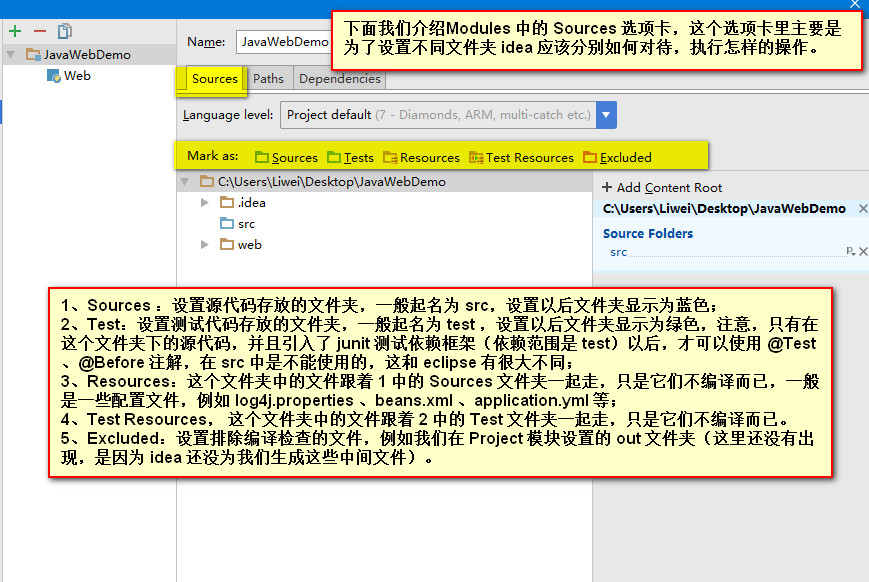 下面我们介绍Modules 中的 Sources 选项卡，这个选项卡里主要是
为了设置不同文件夹 idea 应该分别如何对待，执行怎样的操作。
JavaWebDemo
Web
Name: JavaWebDemo
Sources Paths Dependencies
Language level: Project default (7 - Diamonds, ARM, multi-catch etc.)
Mark as: Sources Tests Resources Test Resources Excluded
C:\Users\Liwei\Desktop\JavaWebDemo
.idea
src
web
+ Add Content Root
C:\Users\Liwei\Desktop\JavaWebDemo
Source Folders
src
1、Sources ：设置源代码存放的文件夹，一般起名为 src，设置以后文件夹显示为蓝色；
2、Test：设置测试代码存放的文件夹，一般起名为 test ，设置以后文件夹显示为绿色，注意，只有在
这个文件夹下的源代码，并且引入了 junit 测试依赖框架（依赖范围是 test）以后，才可以使用 @Test
、@Before 注解，在 src 中是不能使用的，这和 eclipse 有很大不同；
3、Resources：这个文件夹中的文件跟着 1 中的 Sources 文件夹一起走，只是它们不编译而已，一般
是一些配置文件，例如 log4j.properties 、beans.xml 、application.yml 等；
4、Test Resources， 这个文件夹中的文件跟着 2 中的 Test 文件夹一起走，只是它们不编译而已。
5、Excluded：设置排除编译检查的文件，例如我们在 Project 模块设置的 out 文件夹（这里还没有出
现，是因为 idea 还没为我们生成这些中间文件）。